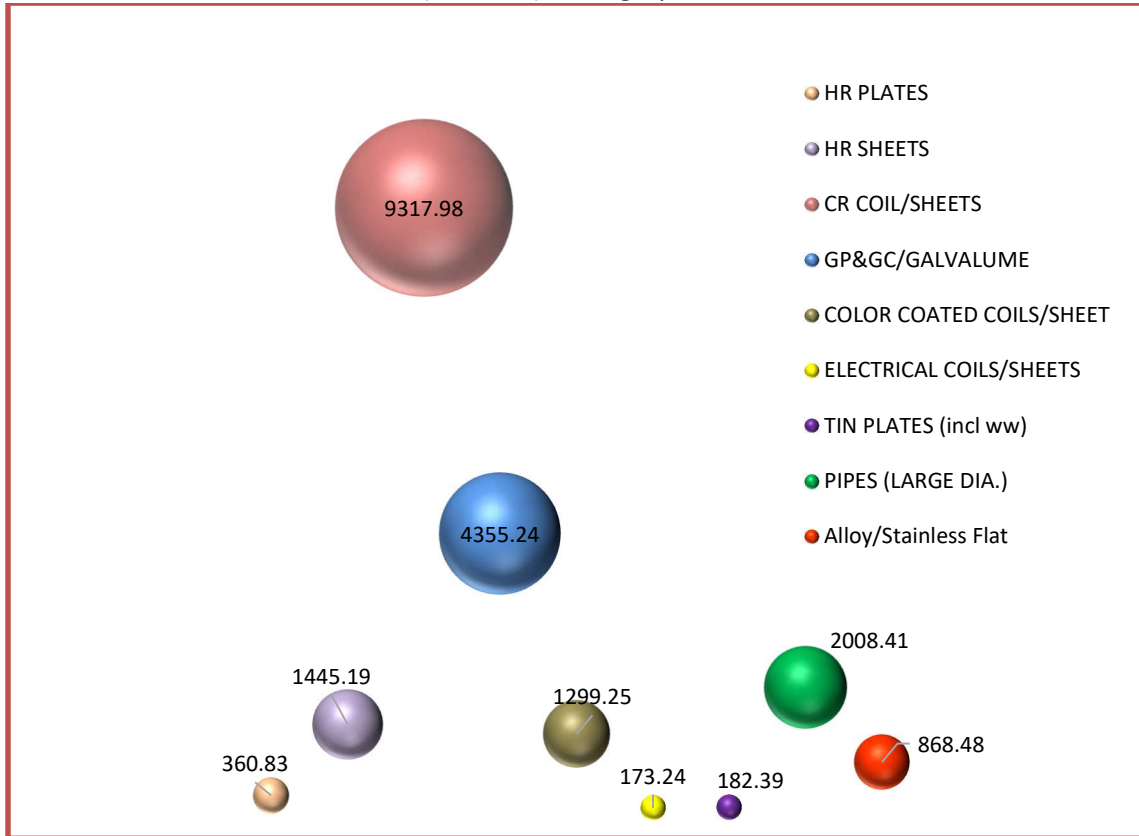 HR PLATES
HR SHEETS
9317.98
CR COIL/SHEETS
GP&GC/GALVALUME
COLOR COATED COILS/SHEET
ELECTRICAL COILS/SHEETS
TIN PLATES (incl ww)
PIPES (LARGE DIA.)
4355.24
Alloy/Stainless Flat
2008.41
1445.19
1299.25
868.48
360.83
173.24
182.39